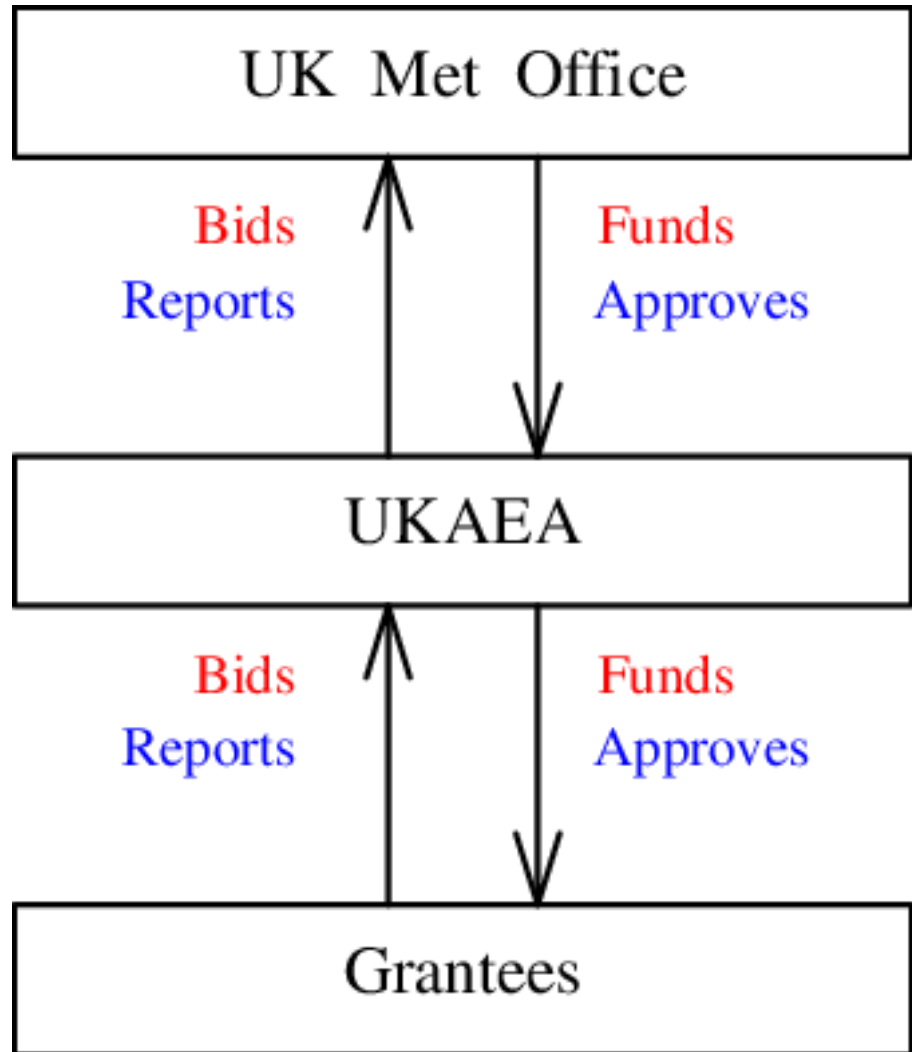 UK Met Office
Bids Funds
Reports Approves
UKAEA
Bids Funds
Reports Approves
Grantees